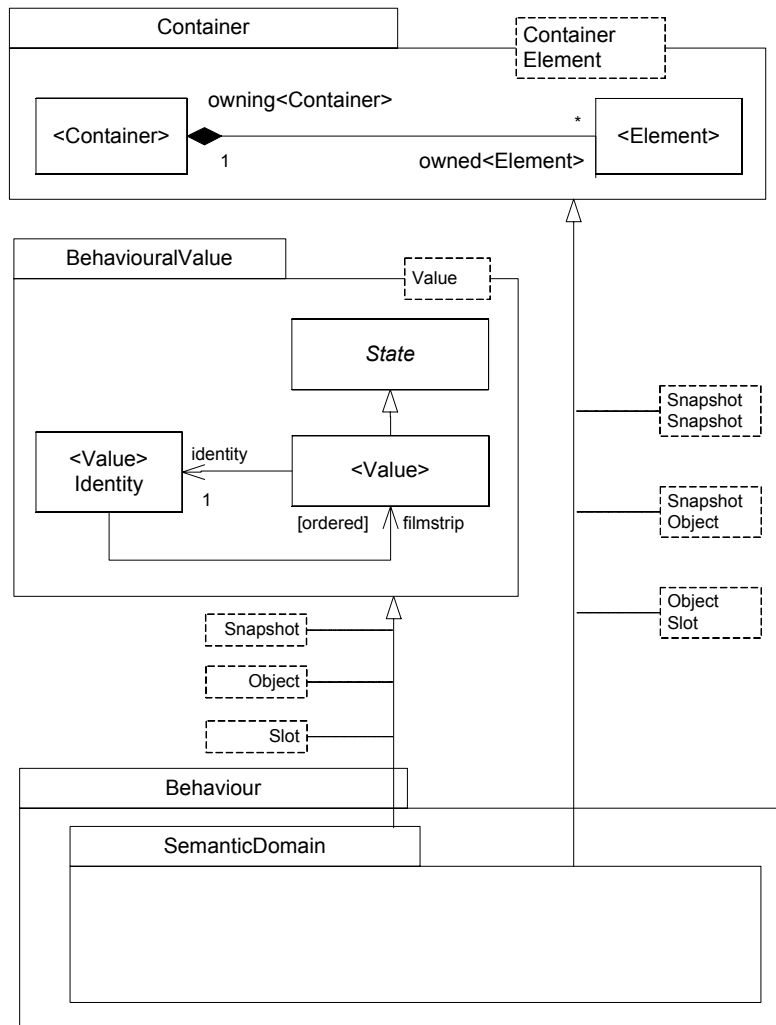 Container
Container
Element
owning<Container>
<Container>
*
<Element>
1
owned<Element>
BehaviouralValue
Value
State
Snapshot
Snapshot
<Value>
Identity
identity
<Value>
1
[ordered]
filmstrip
Snapshot
Object
Object
Slot
Snapshot
Object
Slot
Behaviour
SemanticDomain